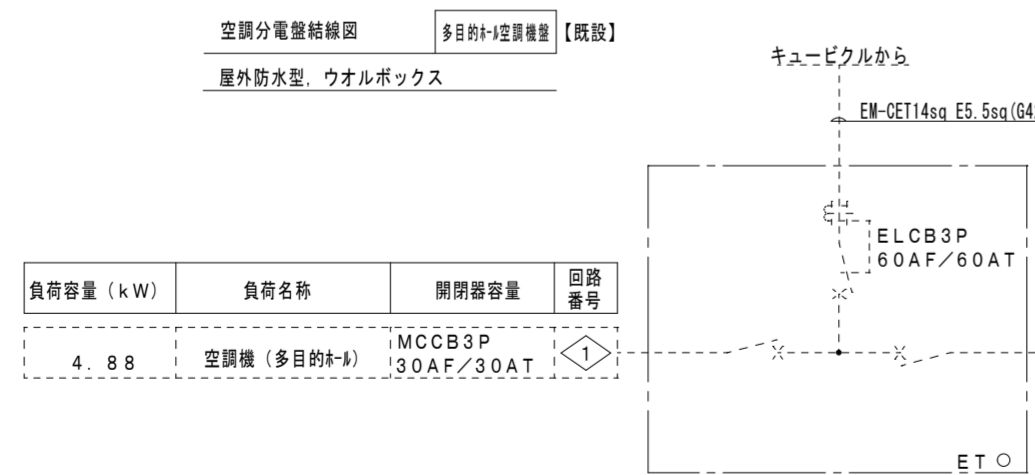 空調分電盤結線図 多目的ホール空調機盤 【既設】
屋外防水型, ウオルボックス
キュービクルから
EM-CET14sq E5.5sq(G4
ELCB3P
60AF/60AT
負荷容量(kW) 負荷名称 開閉器容量 回路番号
4.88 空調機(多目的ホール) MCCB3P 30AF/30AT 1
ET